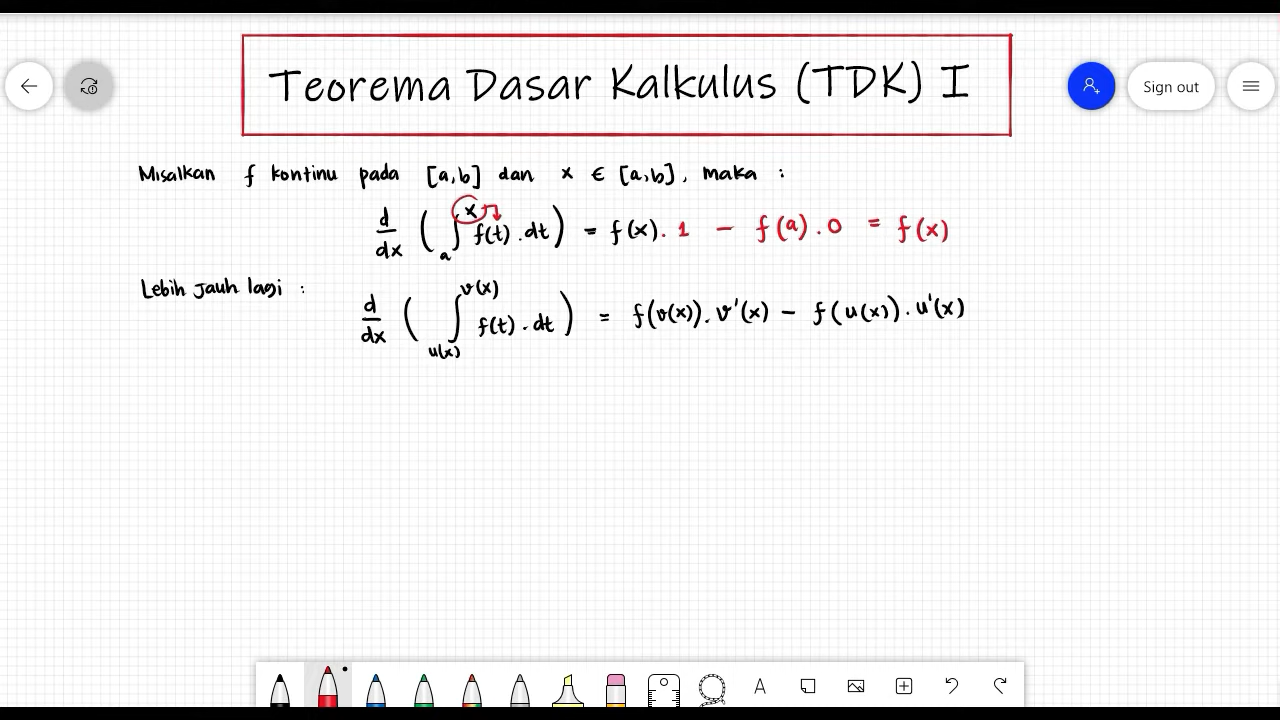 Teorema Dasar Kalkulus (TDK) I
Sign out
Misalkan f kontinu pada [a,b] dan x ∈ [a,b], maka :
d/dx ( ∫_a^x f(t) . dt ) = f(x) . 1 − f(a) . 0 = f(x)
Lebih jauh lagi :
d/dx ( ∫_{u(x)}^{v(x)} f(t) . dt ) = f(v(x)) . v'(x) − f(u(x)) . u'(x)
A